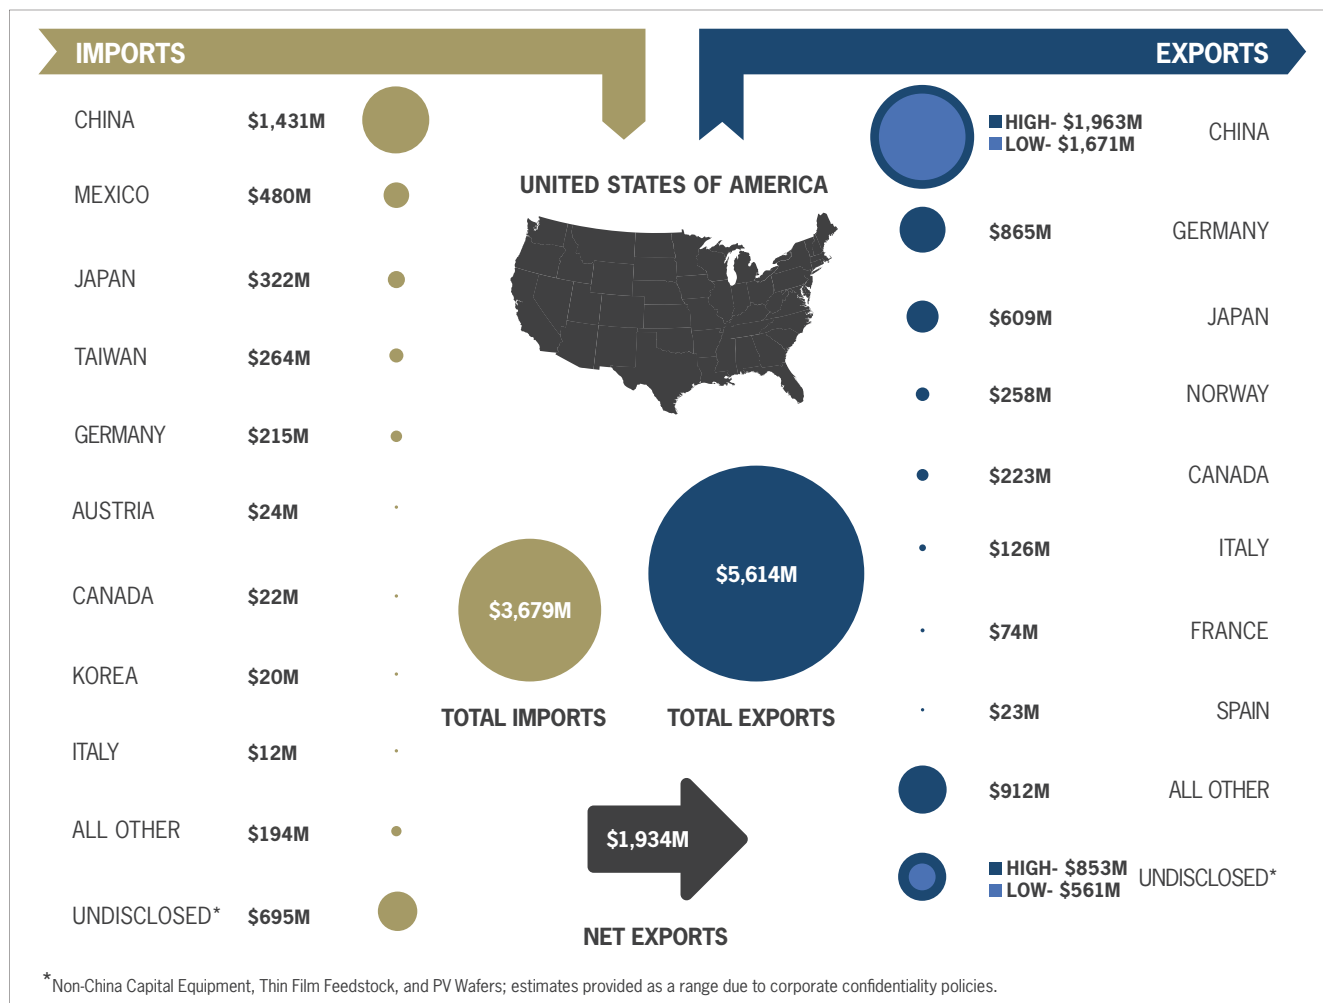 IMPORTS
CHINA $1,431M
MEXICO $480M
JAPAN $322M
TAIWAN $264M
GERMANY $215M
AUSTRIA $24M
CANADA $22M
KOREA $20M
ITALY $12M
ALL OTHER $194M
UNDISCLOSED* $695M
UNITED STATES OF AMERICA
$3,679M
TOTAL IMPORTS
$5,614M
TOTAL EXPORTS
$1,934M
NET EXPORTS
EXPORTS
HIGH- $1,963M
LOW- $1,671M
CHINA
$865M GERMANY
$609M JAPAN
$258M NORWAY
$223M CANADA
$126M ITALY
$74M FRANCE
$23M SPAIN
$912M ALL OTHER
HIGH- $853M
LOW- $561M
UNDISCLOSED*
*Non-China Capital Equipment, Thin Film Feedstock, and PV Wafers; estimates provided as a range due to corporate confidentiality policies.